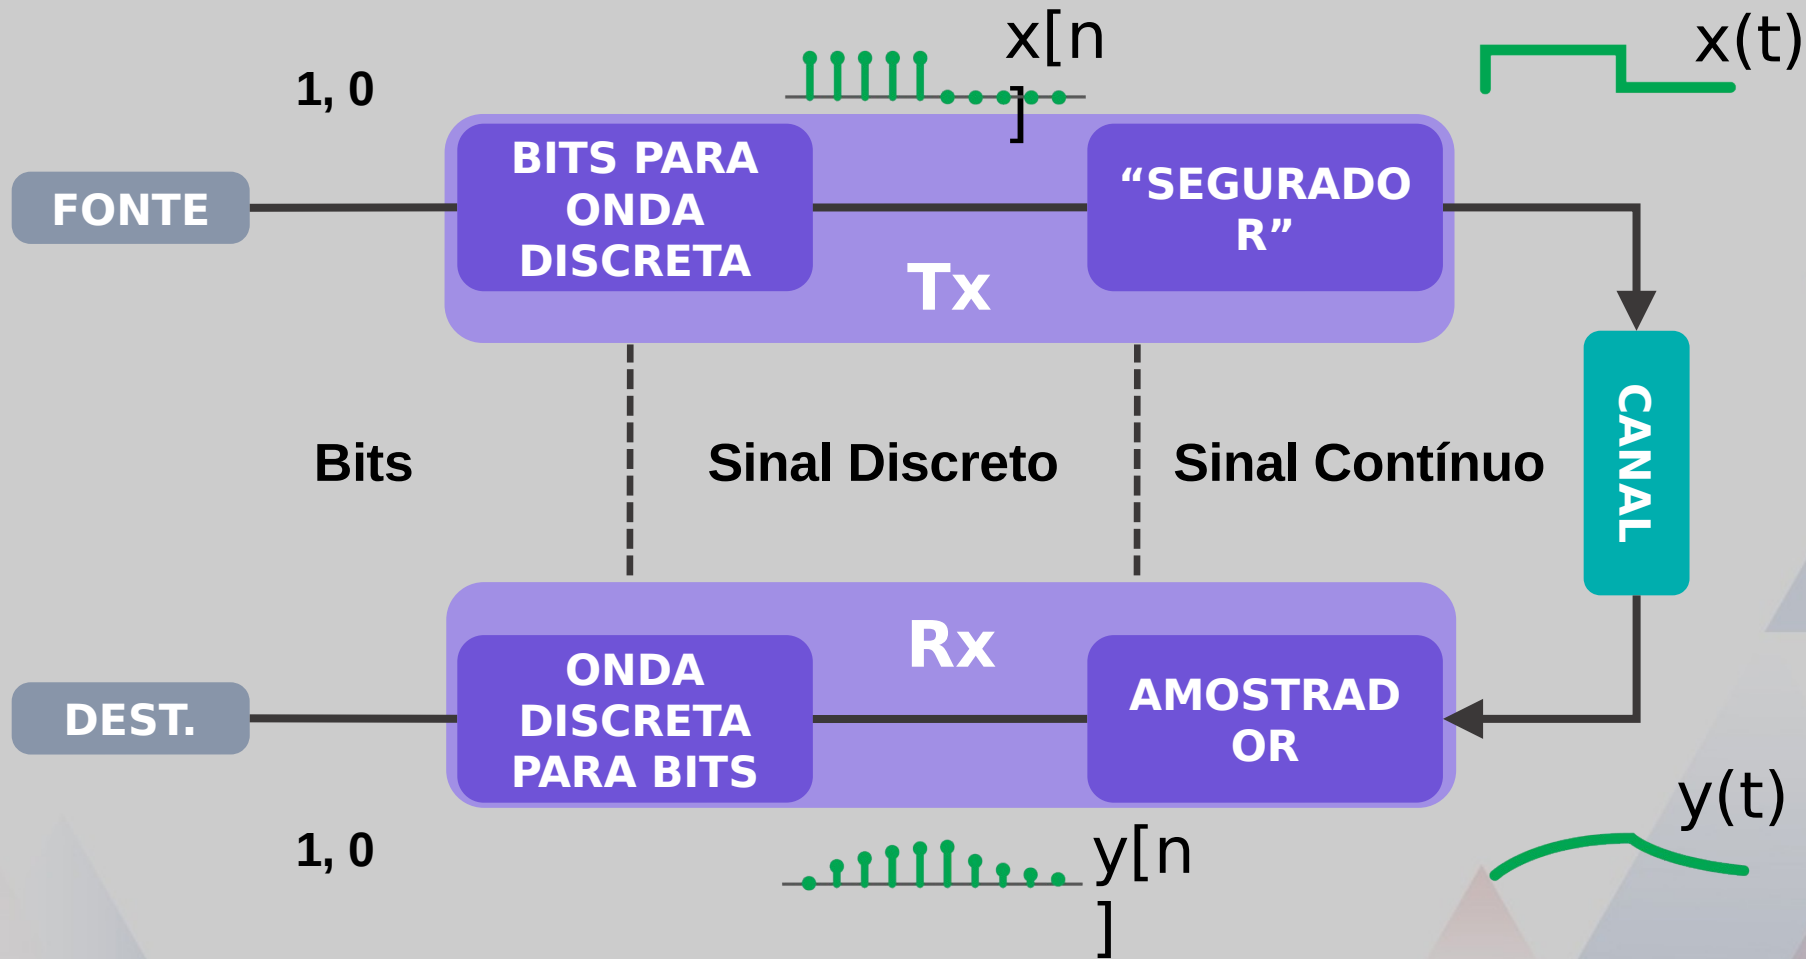 x[n
]
x(t)
1, 0
FONTE
BITS PARA
ONDA
DISCRETA
“SEGURADO
R”
Tx
CANAL
Bits
Sinal Discreto
Sinal Contínuo
Rx
DEST.
ONDA
DISCRETA
PARA BITS
AMOSTRAD
OR
y(t)
1, 0
y[n
]